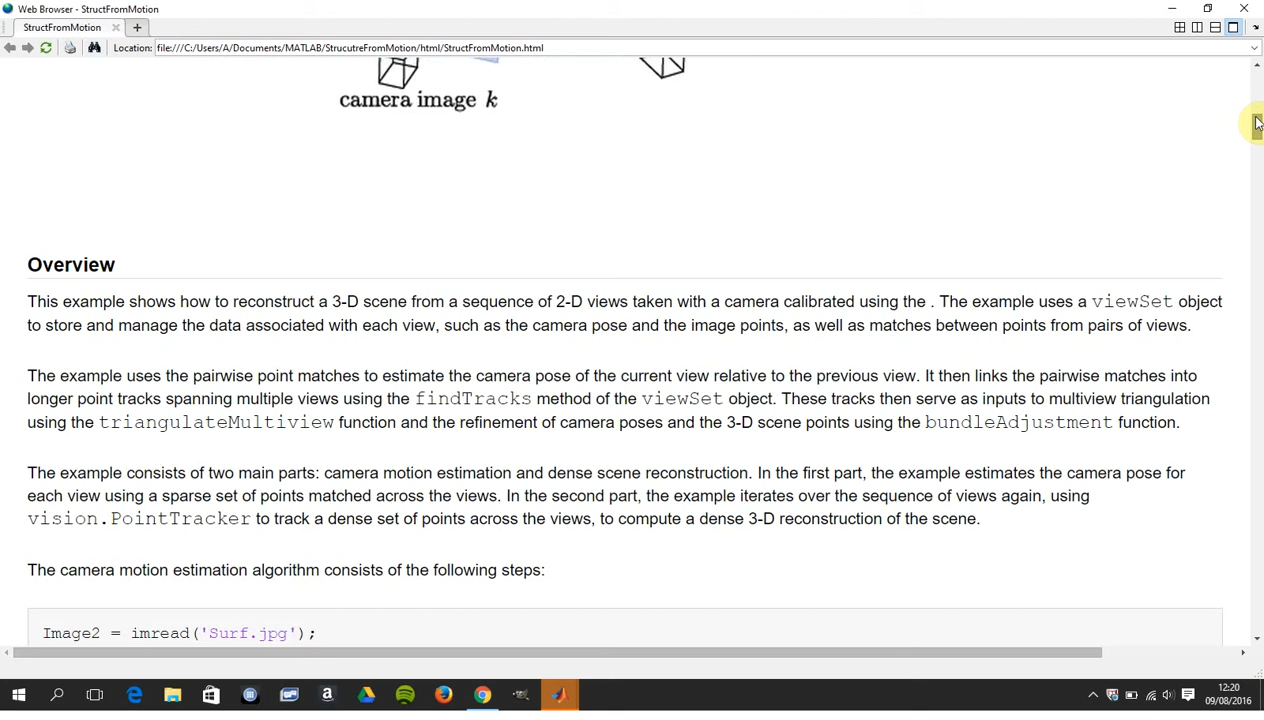 Web Browser - StructFromMotion
StructFromMotion
Location: file:///C:/Users/A/Documents/MATLAB/StrucutreFromMotion/html/StructFromMotion.html
camera image k
Overview
This example shows how to reconstruct a 3-D scene from a sequence of 2-D views taken with a camera calibrated using the . The example uses a viewSet object
to store and manage the data associated with each view, such as the camera pose and the image points, as well as matches between points from pairs of views.
The example uses the pairwise point matches to estimate the camera pose of the current view relative to the previous view. It then links the pairwise matches into
longer point tracks spanning multiple views using the findTracks method of the viewSet object. These tracks then serve as inputs to multiview triangulation
using the triangulateMultiview function and the refinement of camera poses and the 3-D scene points using the bundleAdjustment function.
The example consists of two main parts: camera motion estimation and dense scene reconstruction. In the first part, the example estimates the camera pose for
each view using a sparse set of points matched across the views. In the second part, the example iterates over the sequence of views again, using
vision.PointTracker to track a dense set of points across the views, to compute a dense 3-D reconstruction of the scene.
The camera motion estimation algorithm consists of the following steps:
Image2 = imread('Surf.jpg');
12:20
09/08/2016